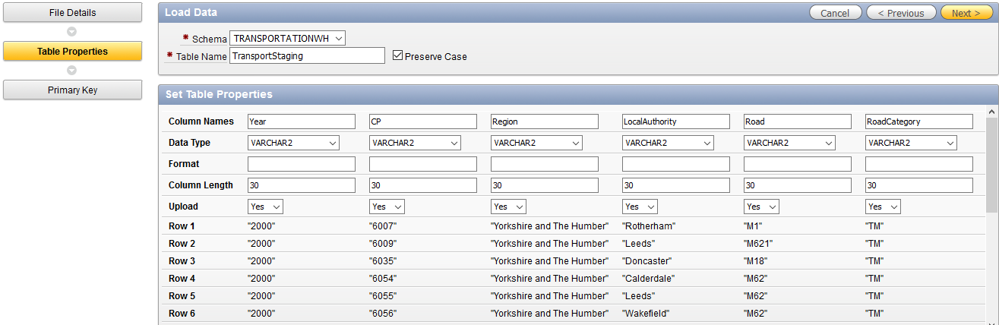 File Details
Table Properties
Primary Key
Load Data
Cancel
< Previous
Next >
* Schema TRANSPORTATIONWH
* Table Name TransportStaging Preserve Case
Set Table Properties
Column Names Year CP Region LocalAuthority Road RoadCategory
Data Type VARCHAR2 VARCHAR2 VARCHAR2 VARCHAR2 VARCHAR2 VARCHAR2
Format
Column Length 30 30 30 30 30 30
Upload Yes Yes Yes Yes Yes Yes
Row 1 "2000" "6007" "Yorkshire and The Humber" "Rotherham" "M1" "TM"
Row 2 "2000" "6009" "Yorkshire and The Humber" "Leeds" "M621" "TM"
Row 3 "2000" "6035" "Yorkshire and The Humber" "Doncaster" "M18" "TM"
Row 4 "2000" "6054" "Yorkshire and The Humber" "Calderdale" "M62" "TM"
Row 5 "2000" "6055" "Yorkshire and The Humber" "Leeds" "M62" "TM"
Row 6 "2000" "6056" "Yorkshire and The Humber" "Wakefield" "M62" "TM"